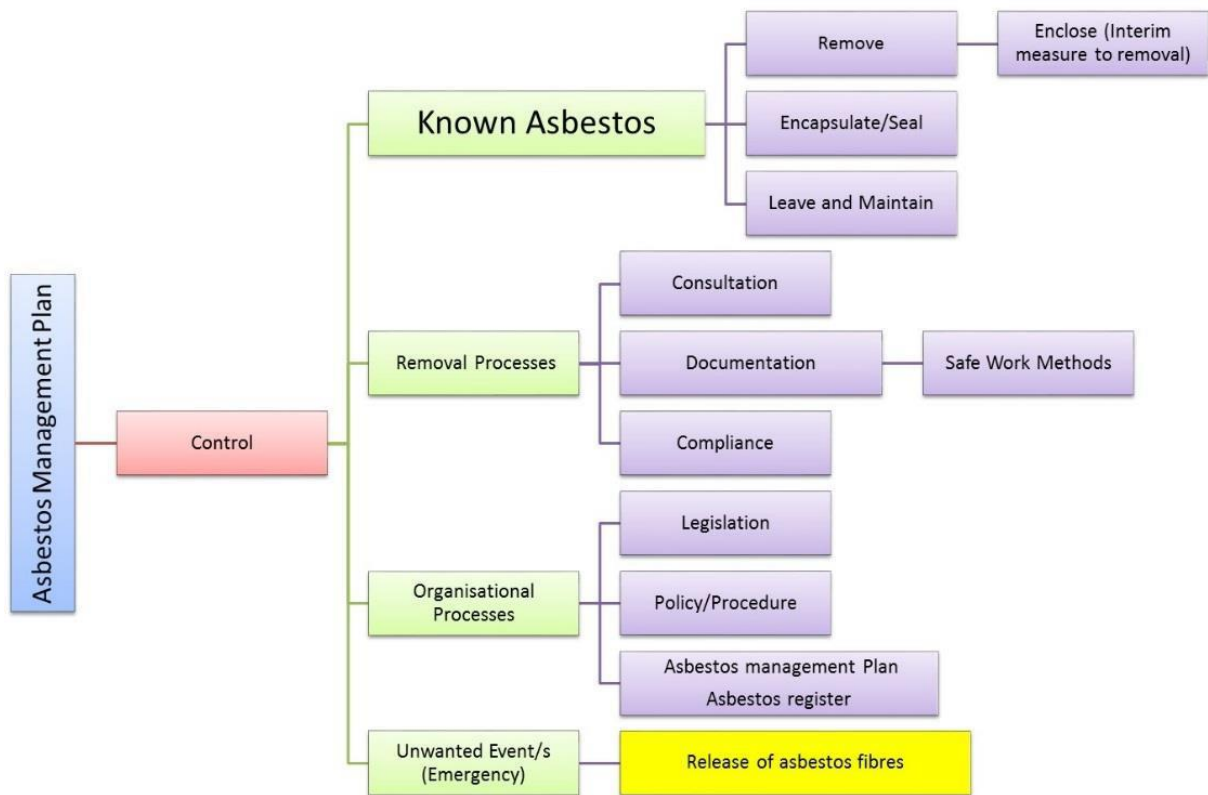 Asbestos Management Plan
Control
Known Asbestos
Remove
Enclose (Interim
measure to removal)
Encapsulate/Seal
Leave and Maintain
Removal Processes
Consultation
Documentation
Safe Work Methods
Compliance
Organisational
Processes
Legislation
Policy/Procedure
Asbestos management Plan
Asbestos register
Unwanted Event/s
(Emergency)
Release of asbestos fibres